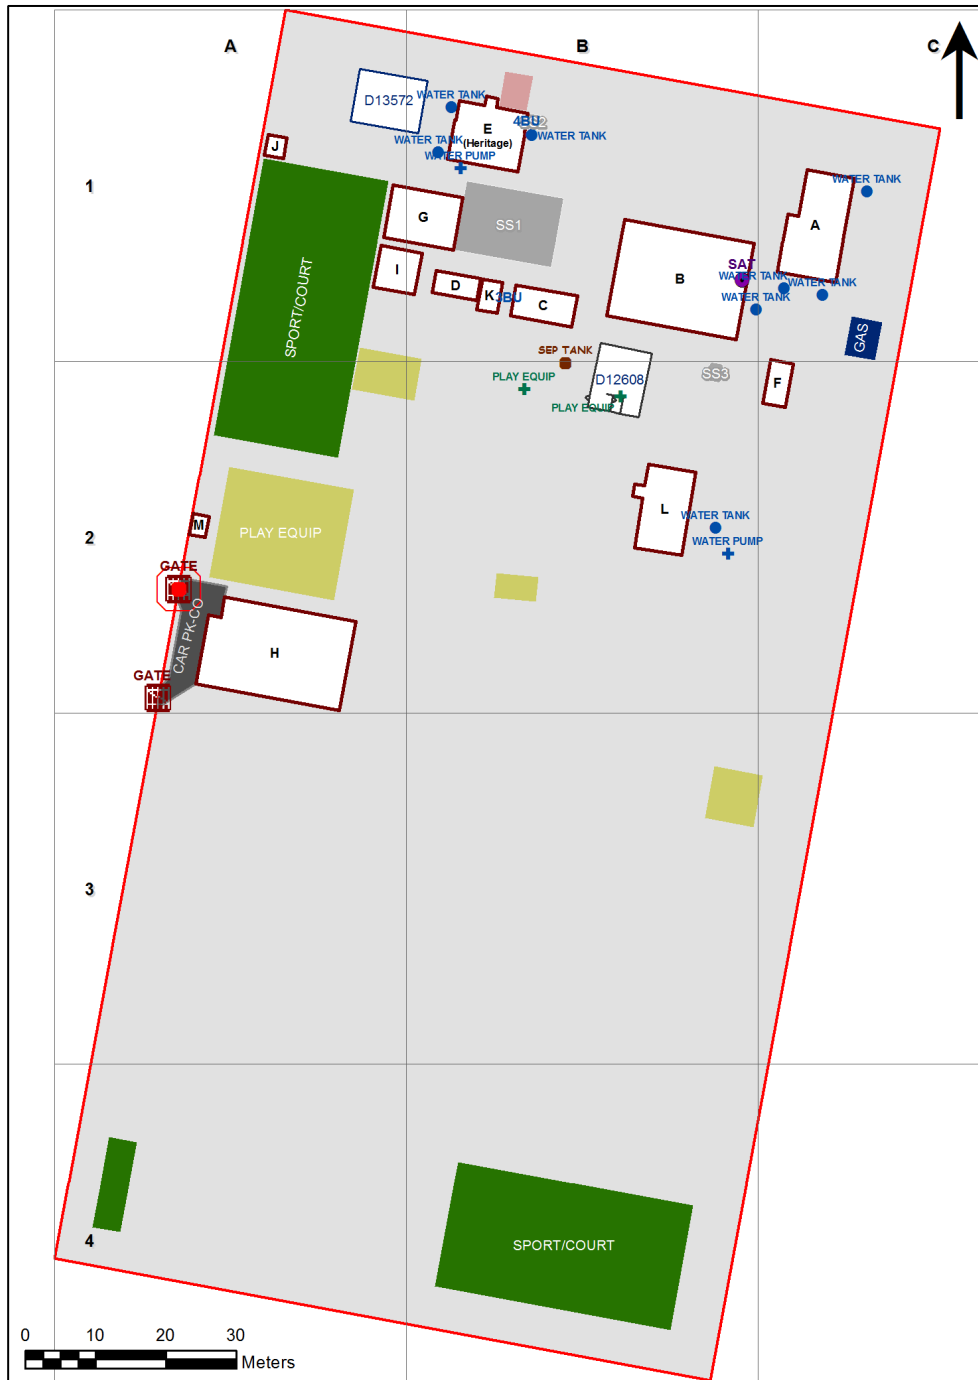 A
B
C
D13572
WATER TANK
4BU
E
(Heritage)
WATER TANK
WATER TANK
WATER PUMP
J
1
WATER TANK
G
SS1
A
I
D
K
3BU
C
B
SAT
WATER TANK
WATER TANK
WATER TANK
SPORT/COURT
GAS
SEP TANK
PLAY EQUIP
D12608
PLAY EQUIP
SS3
F
L
WATER TANK
WATER PUMP
M
2
PLAY EQUIP
GATE
CAR PK-CO
H
GATE
3
4
SPORT/COURT
0 10 20 30
Meters